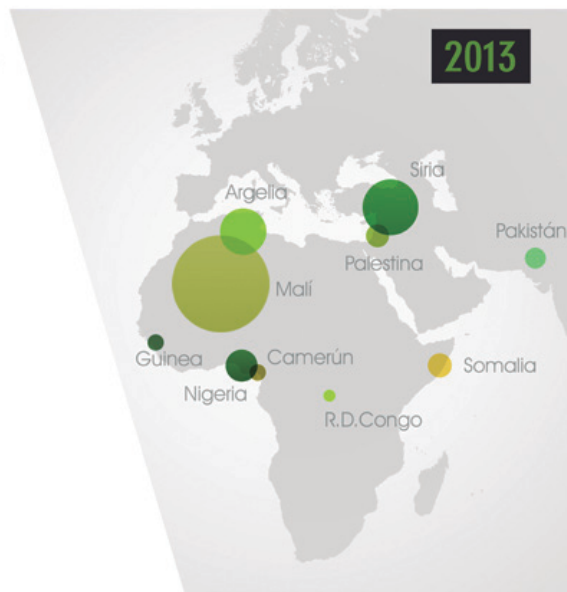 2013
Siria
Argelia
Pakistán
Palestina
Malí
Guinea
Camerún
Somalia
Nigeria
R.D.Congo